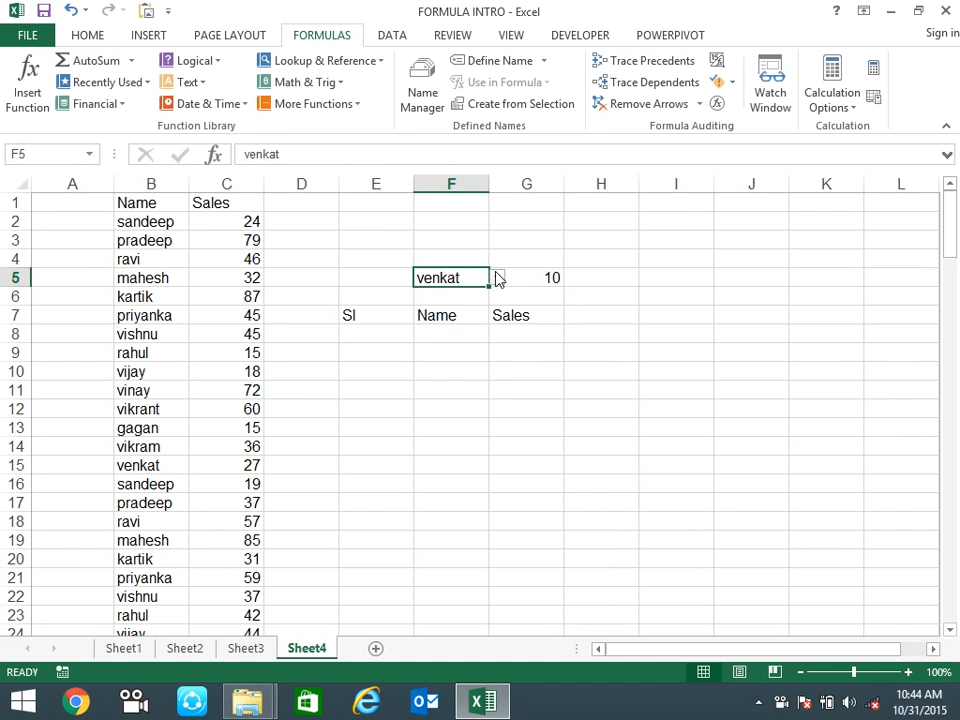 FORMULA INTRO - Excel
?
Sign in
FILE HOME INSERT PAGE LAYOUT FORMULAS DATA REVIEW VIEW DEVELOPER POWERPIVOT
fx Insert Function
AutoSum
Recently Used
Financial
Logical
Text
Date & Time
Lookup & Reference
Math & Trig
More Functions
Function Library
Name Manager
Define Name
Use in Formula
Create from Selection
Defined Names
Trace Precedents
Trace Dependents
Remove Arrows
Formula Auditing
Watch Window
Calculation Options
Calculation
F5 fx venkat
A B C D E F G H I J K L
1 Name Sales
2 sandeep 24
3 pradeep 79
4 ravi 46
5 mahesh 32 venkat 10
6 kartik 87
7 priyanka 45 Sl Name Sales
8 vishnu 45
9 rahul 15
10 vijay 18
11 vinay 72
12 vikrant 60
13 gagan 15
14 vikram 36
15 venkat 27
16 sandeep 19
17 pradeep 37
18 ravi 57
19 mahesh 85
20 kartik 31
21 priyanka 59
22 vishnu 37
23 rahul 42
24 vijay 44
Sheet1 Sheet2 Sheet3 Sheet4
READY 100%
10:44 AM
10/31/2015